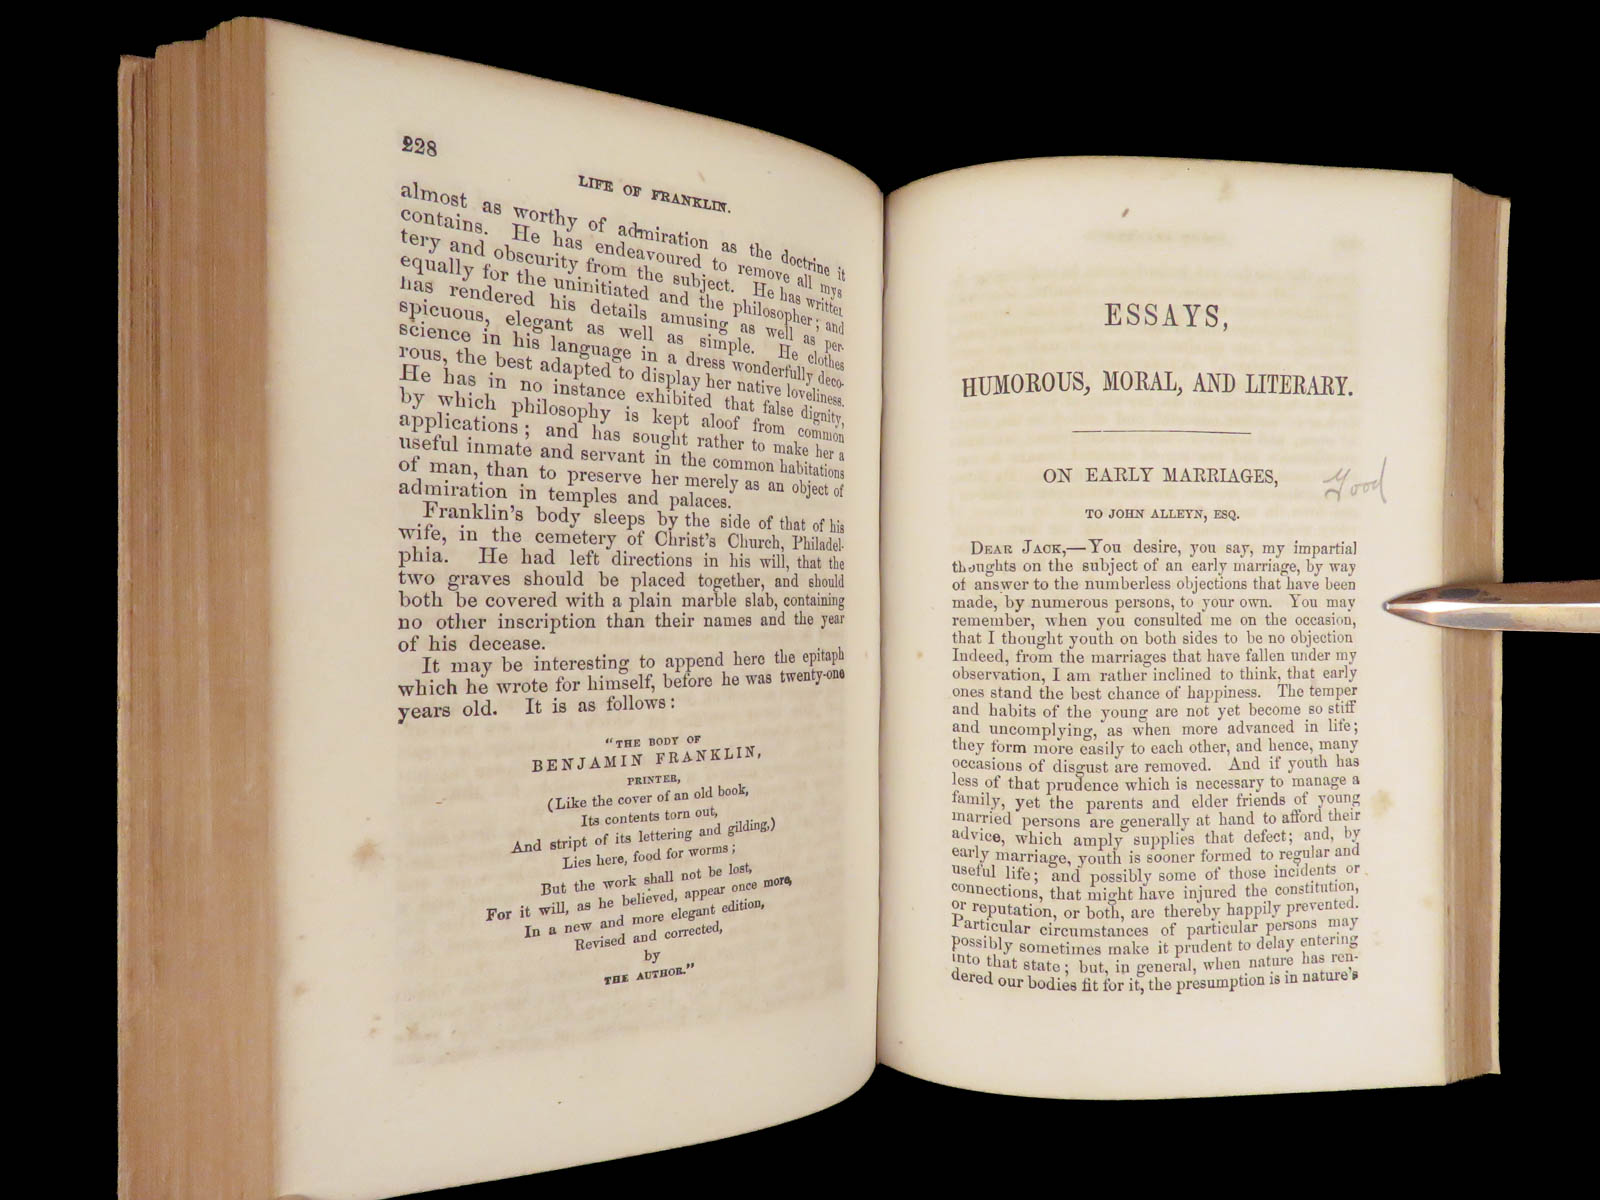 228
LIFE OF FRANKLIN.
almost as worthy of admiration as the doctrine it
contains. He has endeavoured to remove all mys
tery and obscurity from the subject. He has written
equally for the uninitiated and the philosopher; and
has rendered his details amusing as well as per-
spicuous, elegant as well as simple. He clothes
science in his language in a dress wonderfully deco-
rous, the best adapted to display her native loveliness.
He has in no instance exhibited that false dignity,
by which philosophy is kept aloof from common
applications; and has sought rather to make her a
useful inmate and servant in the common habitations
of man, than to preserve her merely as an object of
admiration in temples and palaces.
Franklin's body sleeps by the side of that of his
wife, in the cemetery of Christ's Church, Philadel-
phia. He had left directions in his will, that the
two graves should be placed together, and should
both be covered with a plain marble slab, containing
no other inscription than their names and the year
of his decease.
It may be interesting to append here the epitaph
which he wrote for himself, before he was twenty-one
years old. It is as follows:
"THE BODY OF
BENJAMIN FRANKLIN,
PRINTER,
(Like the cover of an old book,
Its contents torn out,
And stript of its lettering and gilding,)
Lies here, food for worms;
But the work shall not be lost,
For it will, as he believed, appear once more,
In a new and more elegant edition,
Revised and corrected,
by
THE AUTHOR."
ESSAYS,
HUMOROUS, MORAL, AND LITERARY.
ON EARLY MARRIAGES,
Good
TO JOHN ALLEYN, ESQ.
DEAR JACK,—You desire, you say, my impartial
thoughts on the subject of an early marriage, by way
of answer to the numberless objections that have been
made, by numerous persons, to your own. You may
remember, when you consulted me on the occasion,
that I thought youth on both sides to be no objection
Indeed, from the marriages that have fallen under my
observation, I am rather inclined to think, that early
ones stand the best chance of happiness. The temper
and habits of the young are not yet become so stiff
and uncomplying, as when more advanced in life;
they form more easily to each other, and hence, many
occasions of disgust are removed. And if youth has
less of that prudence which is necessary to manage a
family, yet the parents and elder friends of young
married persons are generally at hand to afford their
advice, which amply supplies that defect; and, by
early marriage, youth is sooner formed to regular and
useful life; and possibly some of those incidents or
connections, that might have injured the constitution,
or reputation, or both, are thereby happily prevented.
Particular circumstances of particular persons may
possibly sometimes make it prudent to delay entering
into that state; but, in general, when nature has ren-
dered our bodies fit for it, the presumption is in nature's